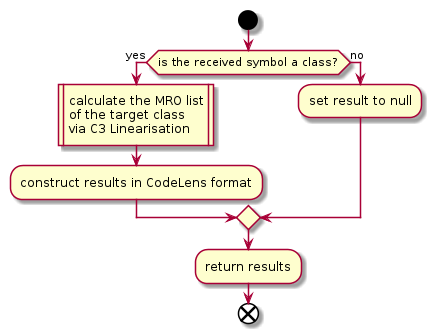 yes
is the received symbol a class?
no
calculate the MRO list
of the target class
via C3 Linearisation
set result to null
construct results in CodeLens format
return results